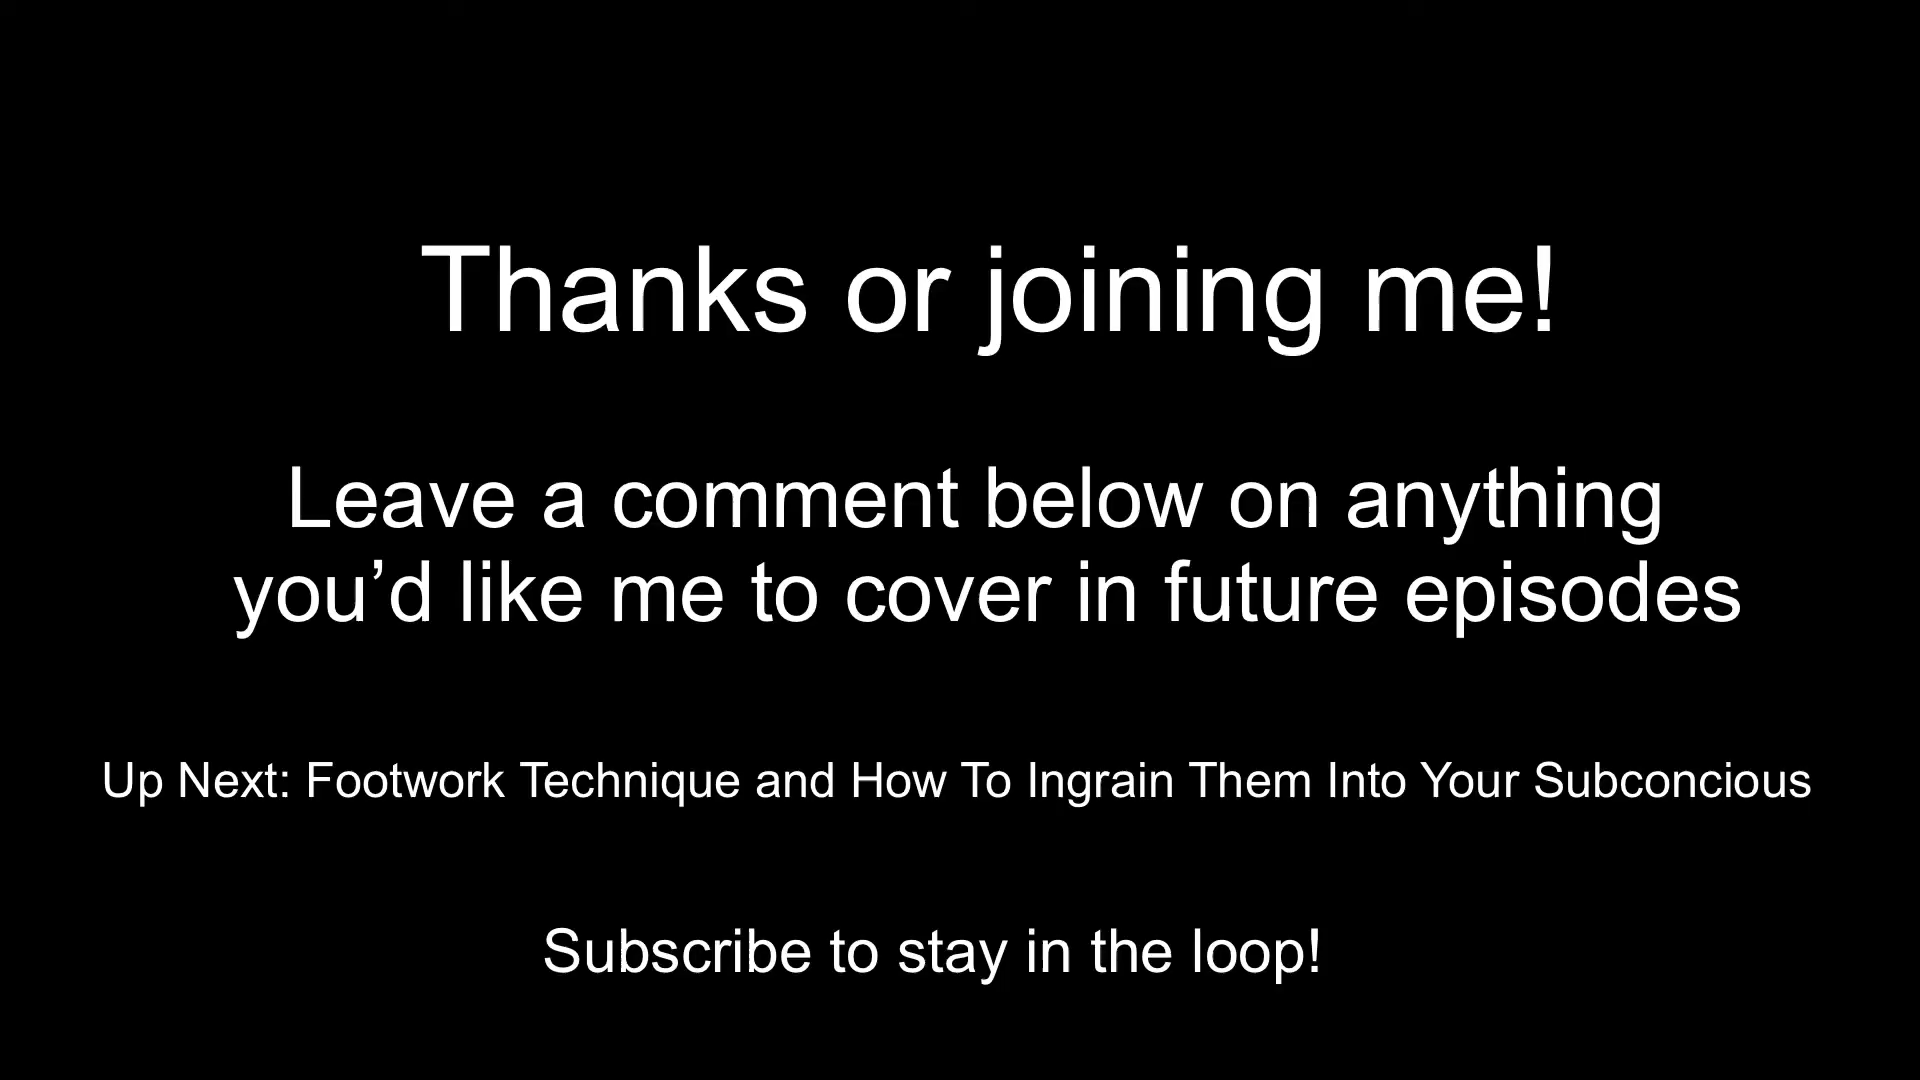 Thanks or joining me!
Leave a comment below on anything
you’d like me to cover in future episodes
Up Next: Footwork Technique and How To Ingrain Them Into Your Subconcious
Subscribe to stay in the loop!